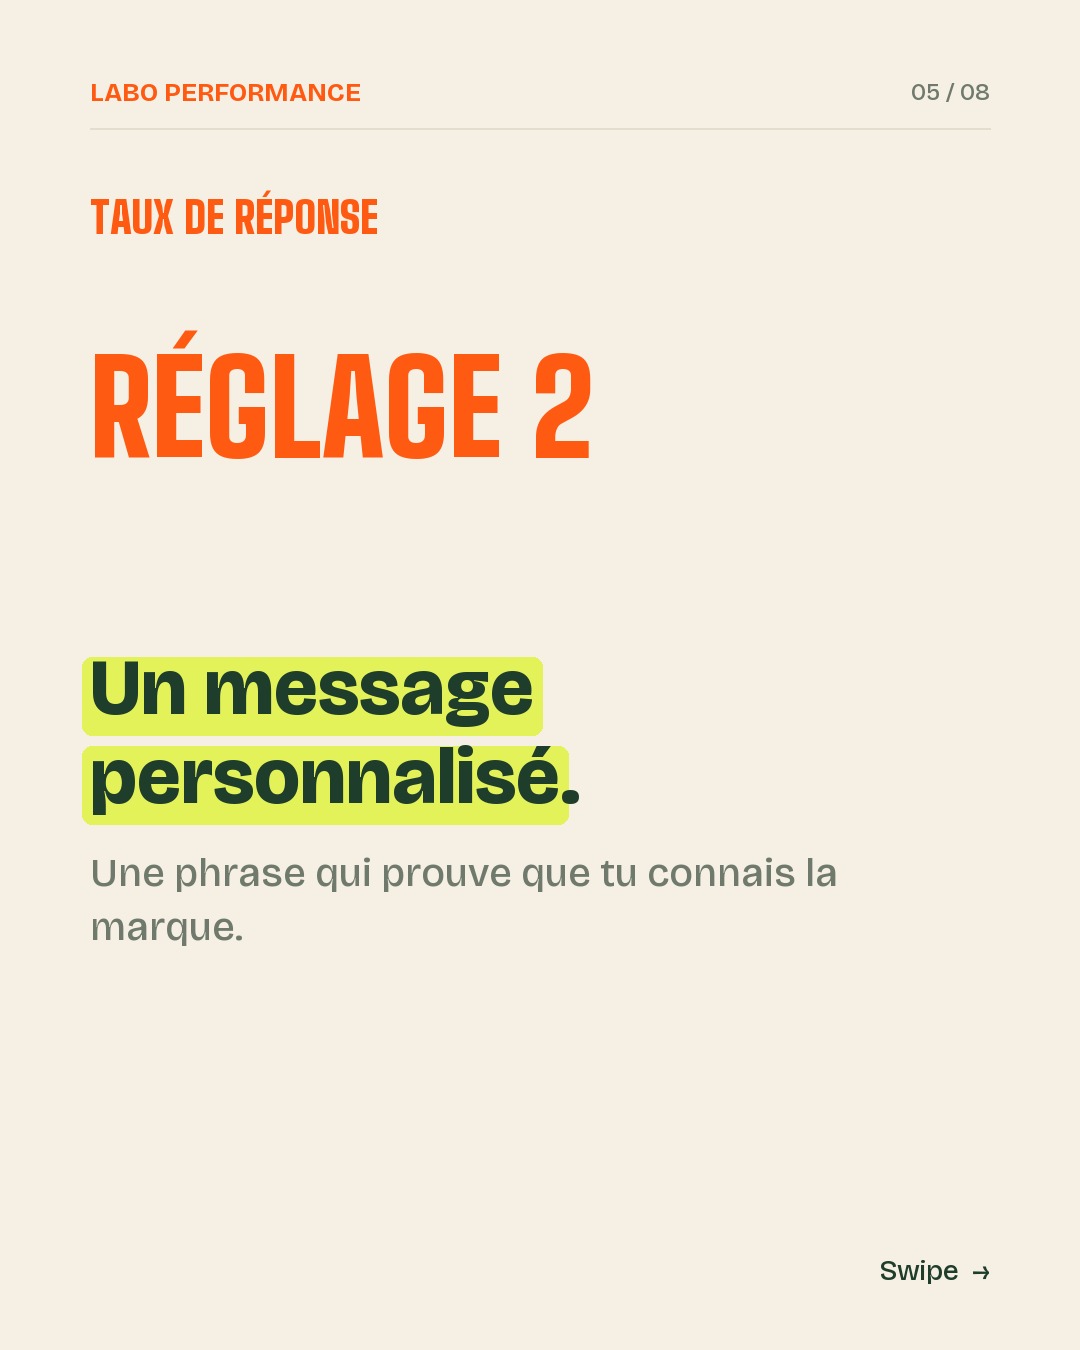 LABO PERFORMANCE
05 / 08
TAUX DE RÉPONSE
RÉGLAGE 2
Un message
personnalisé.
Une phrase qui prouve que tu connais la
marque.
Swipe →